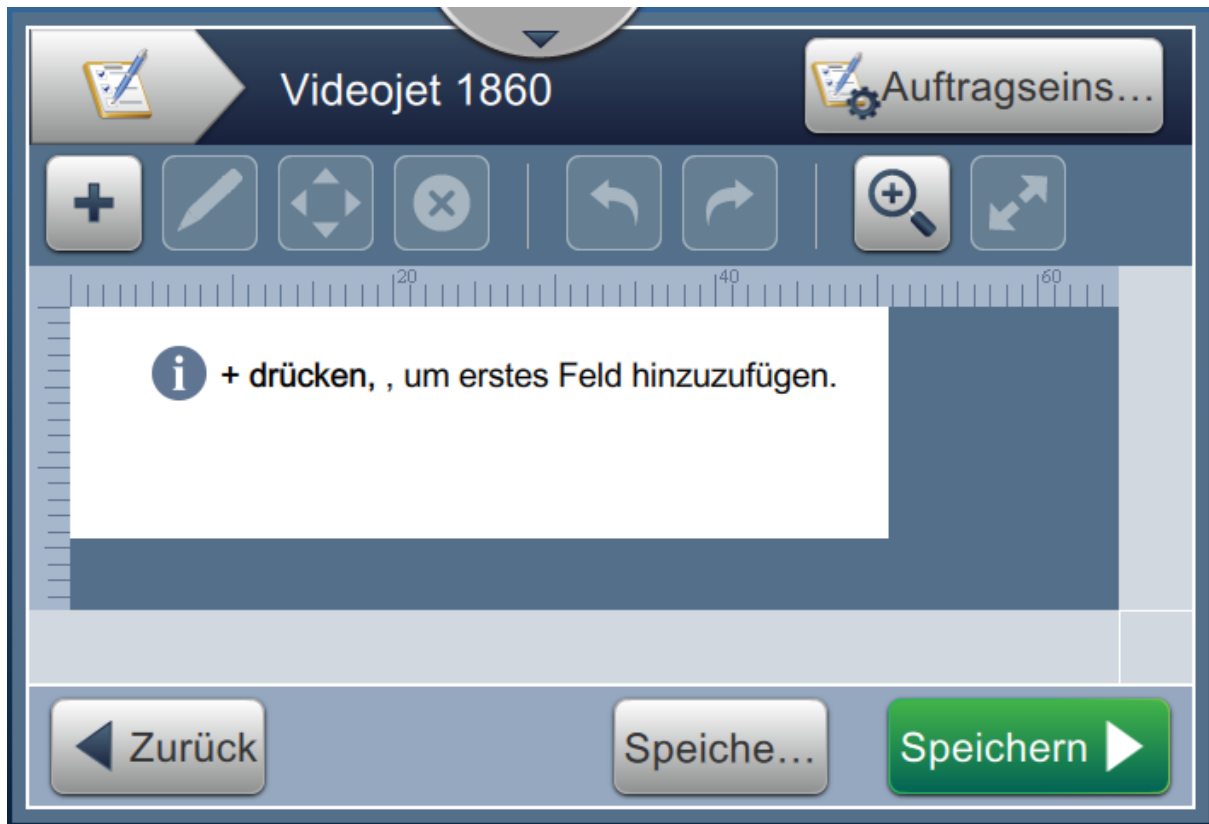 Videojet 1860
Auftragseins...
20 40 60
i + drücken, , um erstes Feld hinzuzufügen.
Zurück
Speiche...
Speichern